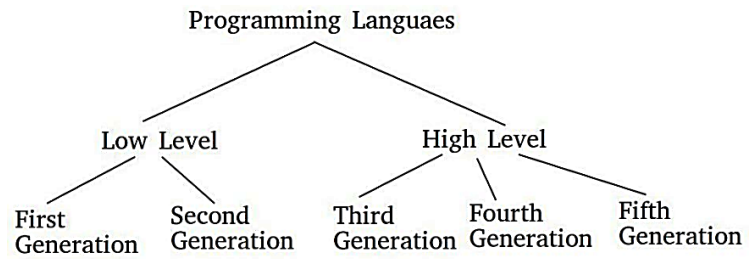 Programming Languaes
Low Level
High Level
First
Generation
Second
Generation
Third
Generation
Fourth
Generation
Fifth
Generation